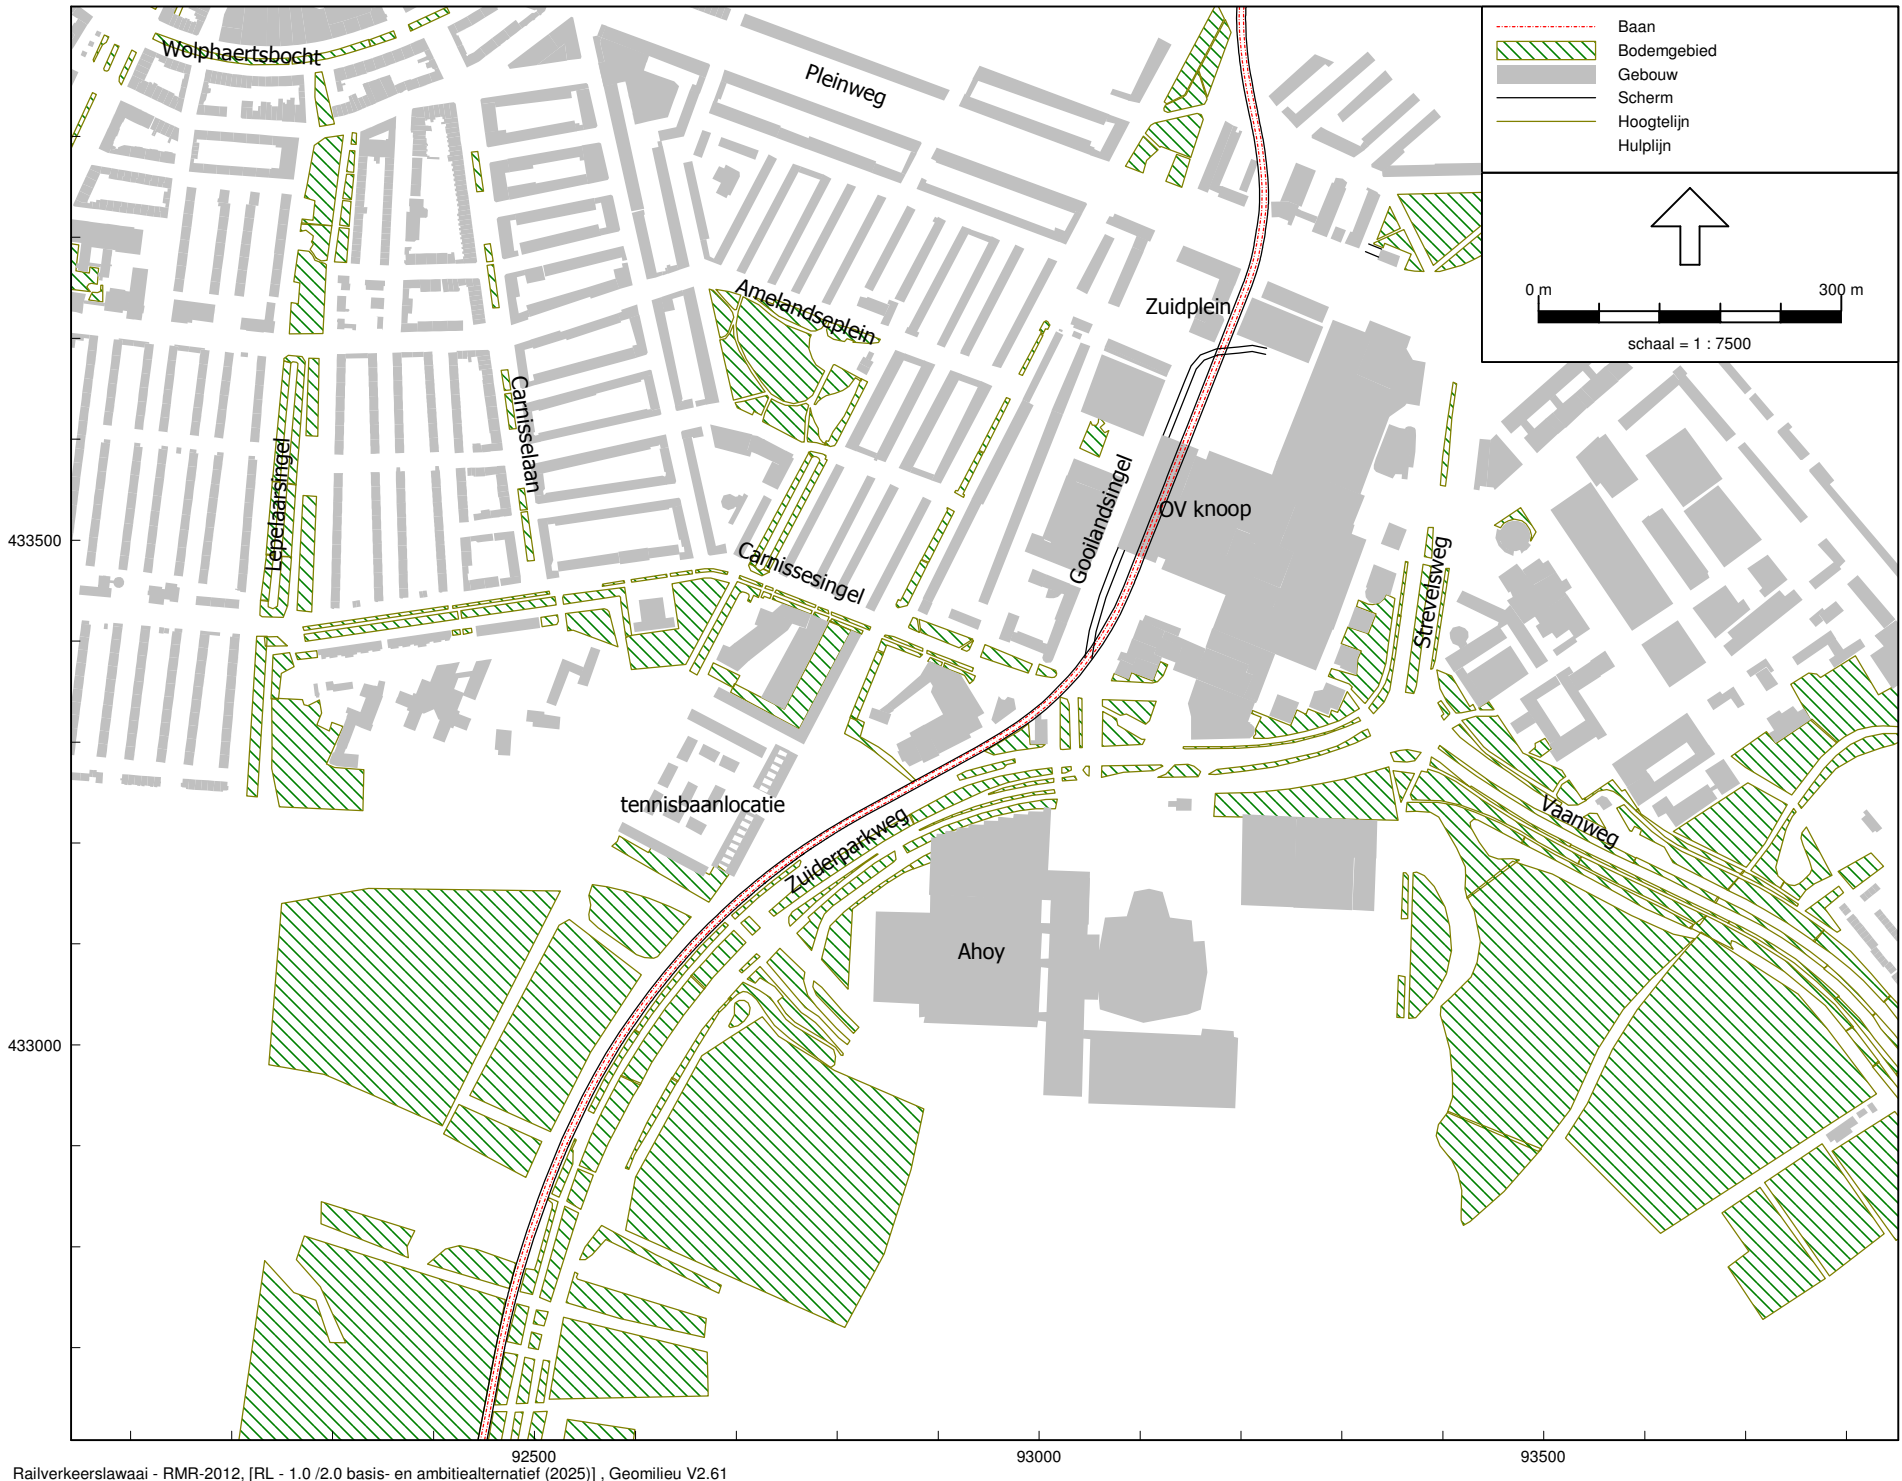 Wolphaertsbocht
Pleinweg
Baan
Bodemgebied
Gebouw
Scherm
Hoogtelijn
Hulplijn
0 m
300 m
schaal = 1 : 7500
Amelandseplein
Zuidplein
Carnisselaan
Lepelaarsingel
Gooilandsingel
OV knoop
433500
Carnissesingel
Strevelsweg
tennisbaanlocatie
Zuiderparkweg
Vaanweg
Ahoy
433000
92500
93000
93500
Railverkeerslawaai - RMR-2012, [RL - 1.0 /2.0 basis- en ambitiealternatief (2025)] , Geomilieu V2.61